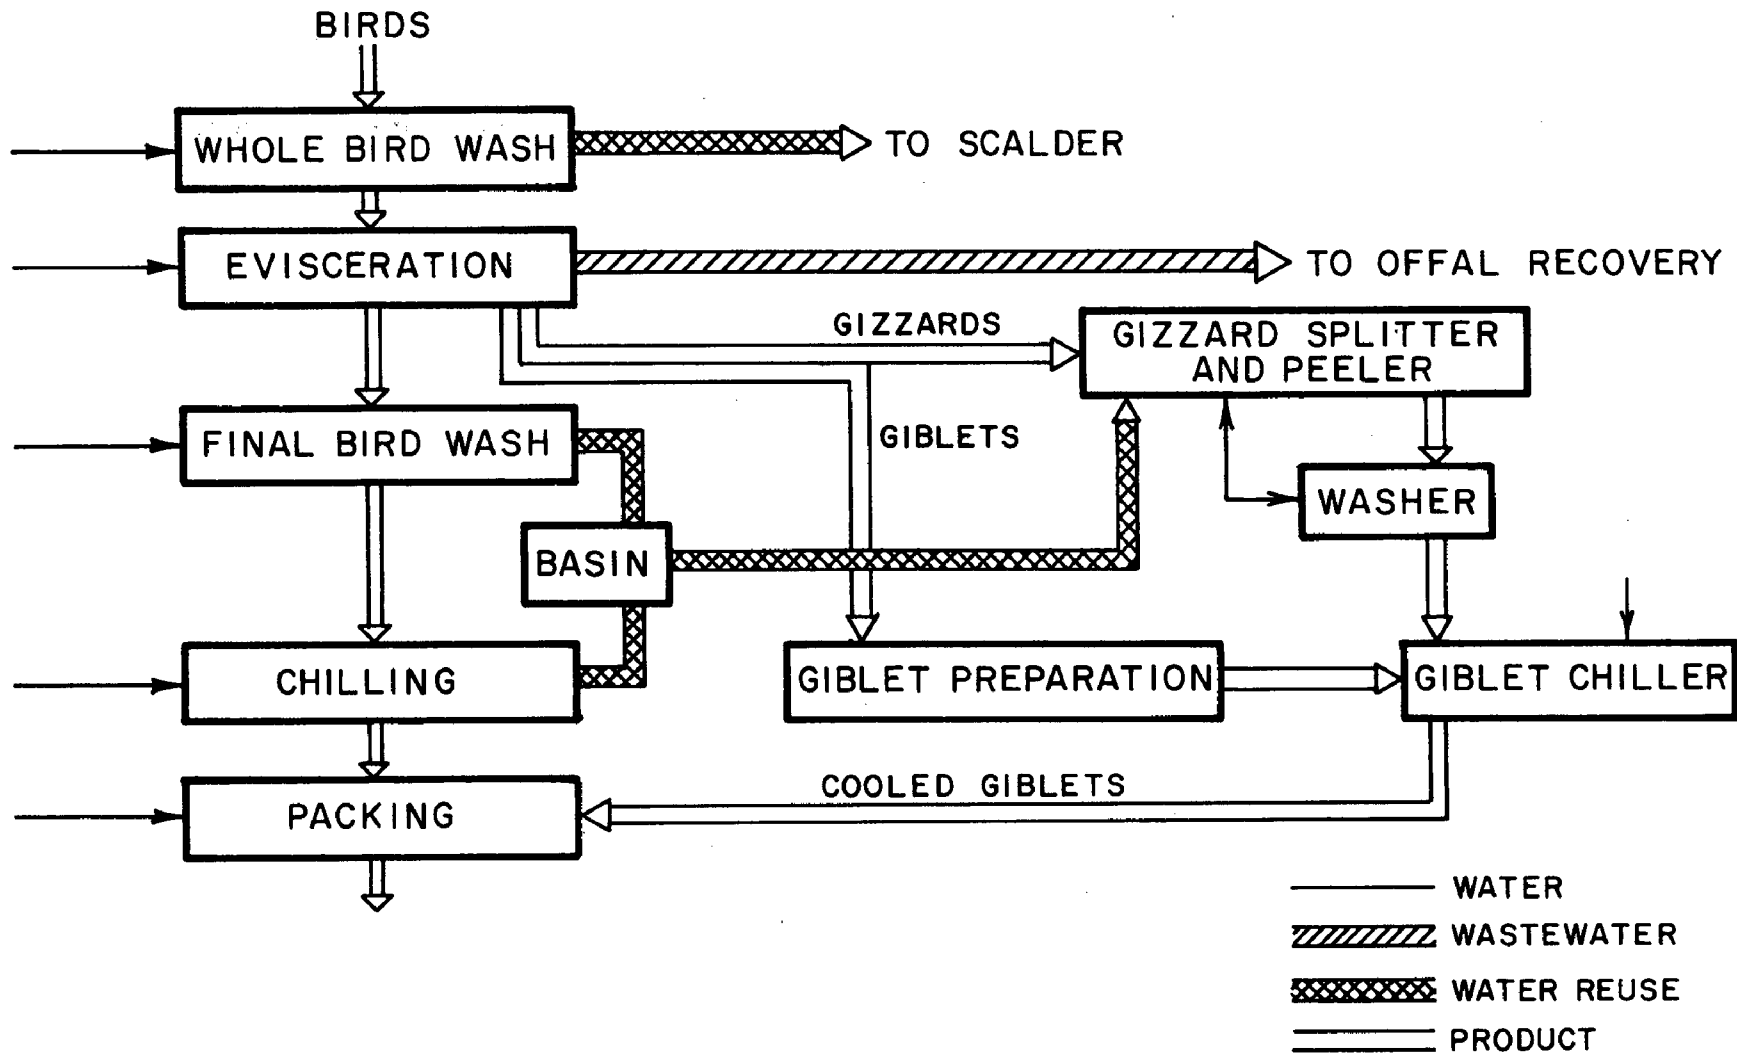 BIRDS
WHOLE BIRD WASH
TO SCALDER
EVISCERATION
TO OFFAL RECOVERY
GIZZARDS
GIZZARD SPLITTER
AND PEELER
FINAL BIRD WASH
GIBLETS
WASHER
BASIN
CHILLING
GIBLET PREPARATION
GIBLET CHILLER
COOLED GIBLETS
PACKING
WATER
WASTEWATER
WATER REUSE
PRODUCT